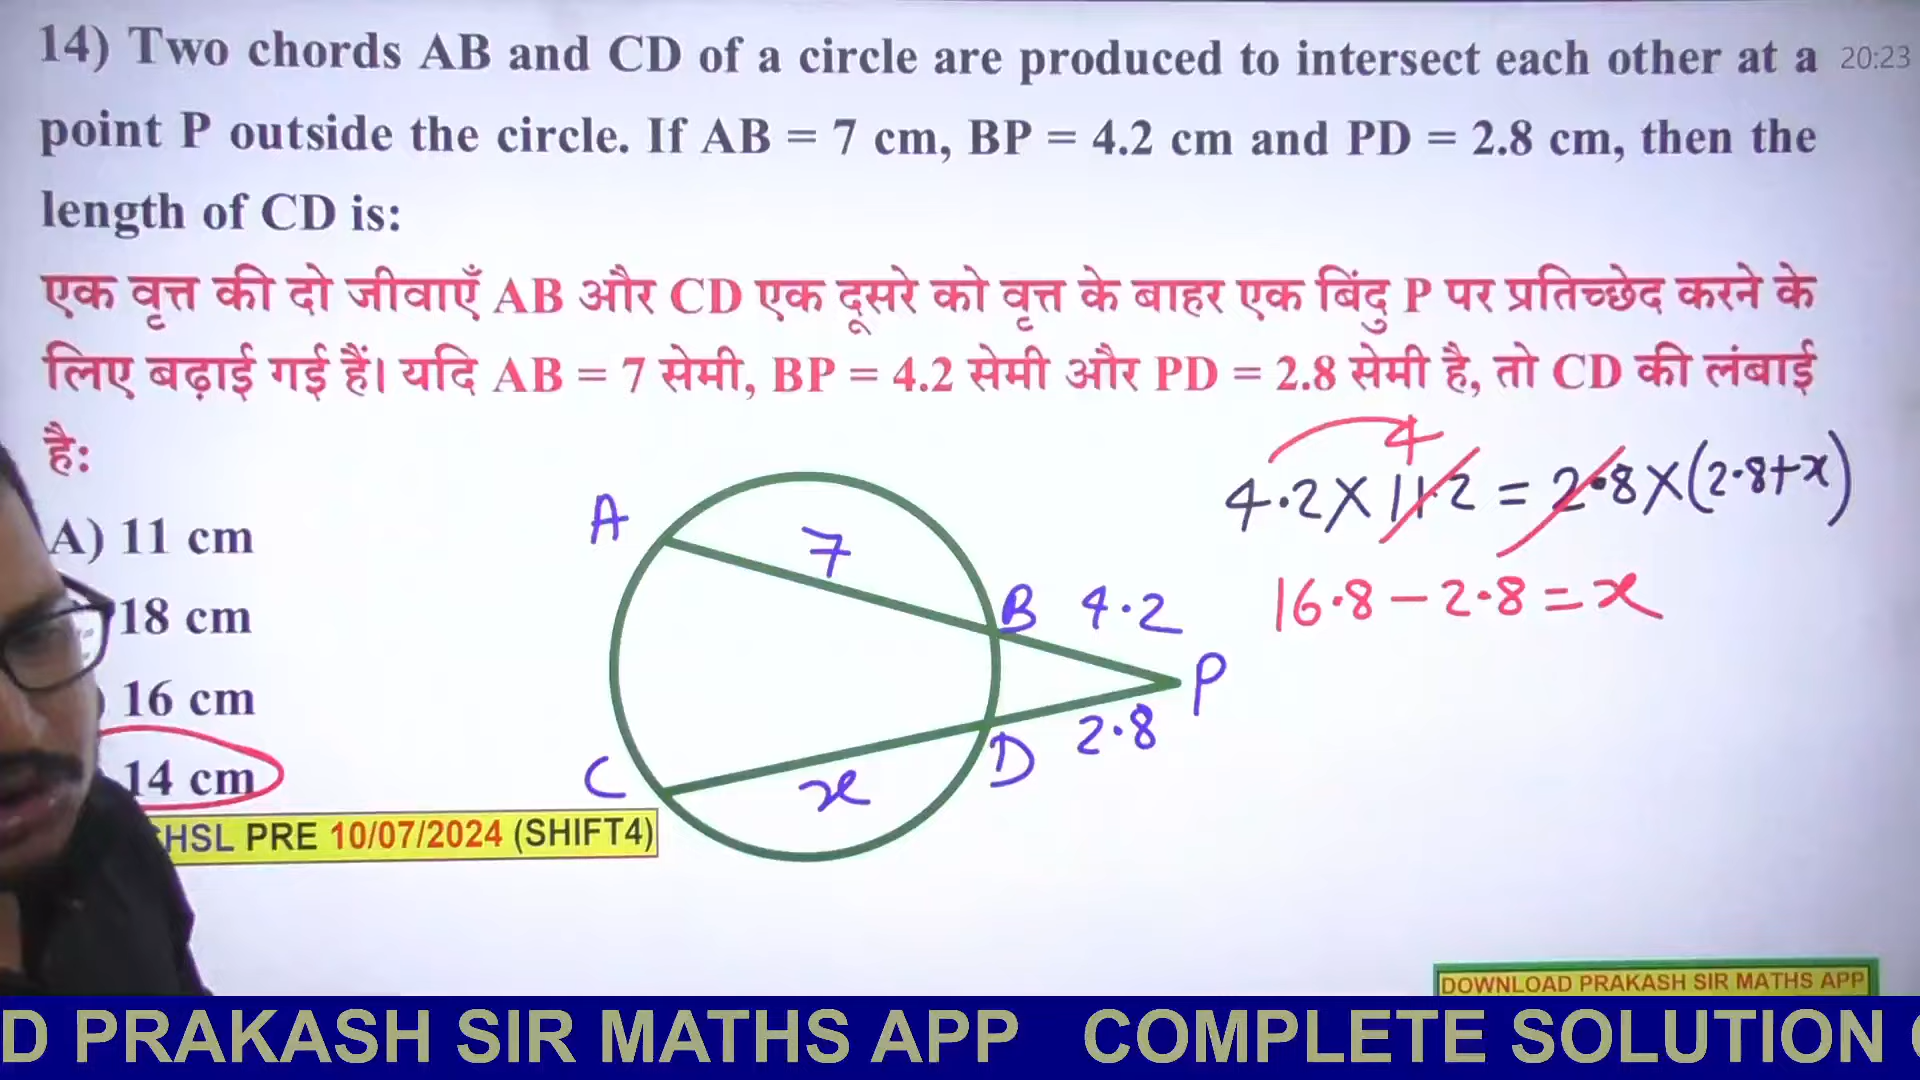 14) Two chords AB and CD of a circle are produced to intersect each other at a 20:23
point P outside the circle. If AB = 7 cm, BP = 4.2 cm and PD = 2.8 cm, then the
length of CD is:
एक वृत्त की दो जीवाएँ AB और CD एक दूसरे को वृत्त के बाहर एक बिंदु P पर प्रतिच्छेद करने के
लिए बढ़ाई गई हैं। यदि AB = 7 सेमी, BP = 4.2 सेमी और PD = 2.8 सेमी है, तो CD की लंबाई
है:
A) 11 cm
18 cm
) 16 cm
14 cm
HSL PRE 10/07/2024 (SHIFT4)
A
7
B 4.2
P
C
x
D 2.8
4
4.2 X 11.2 = 2.8 X (2.8+x)
16.8 - 2.8 = x
DOWNLOAD PRAKASH SIR MATHS APP
D PRAKASH SIR MATHS APP COMPLETE SOLUTION